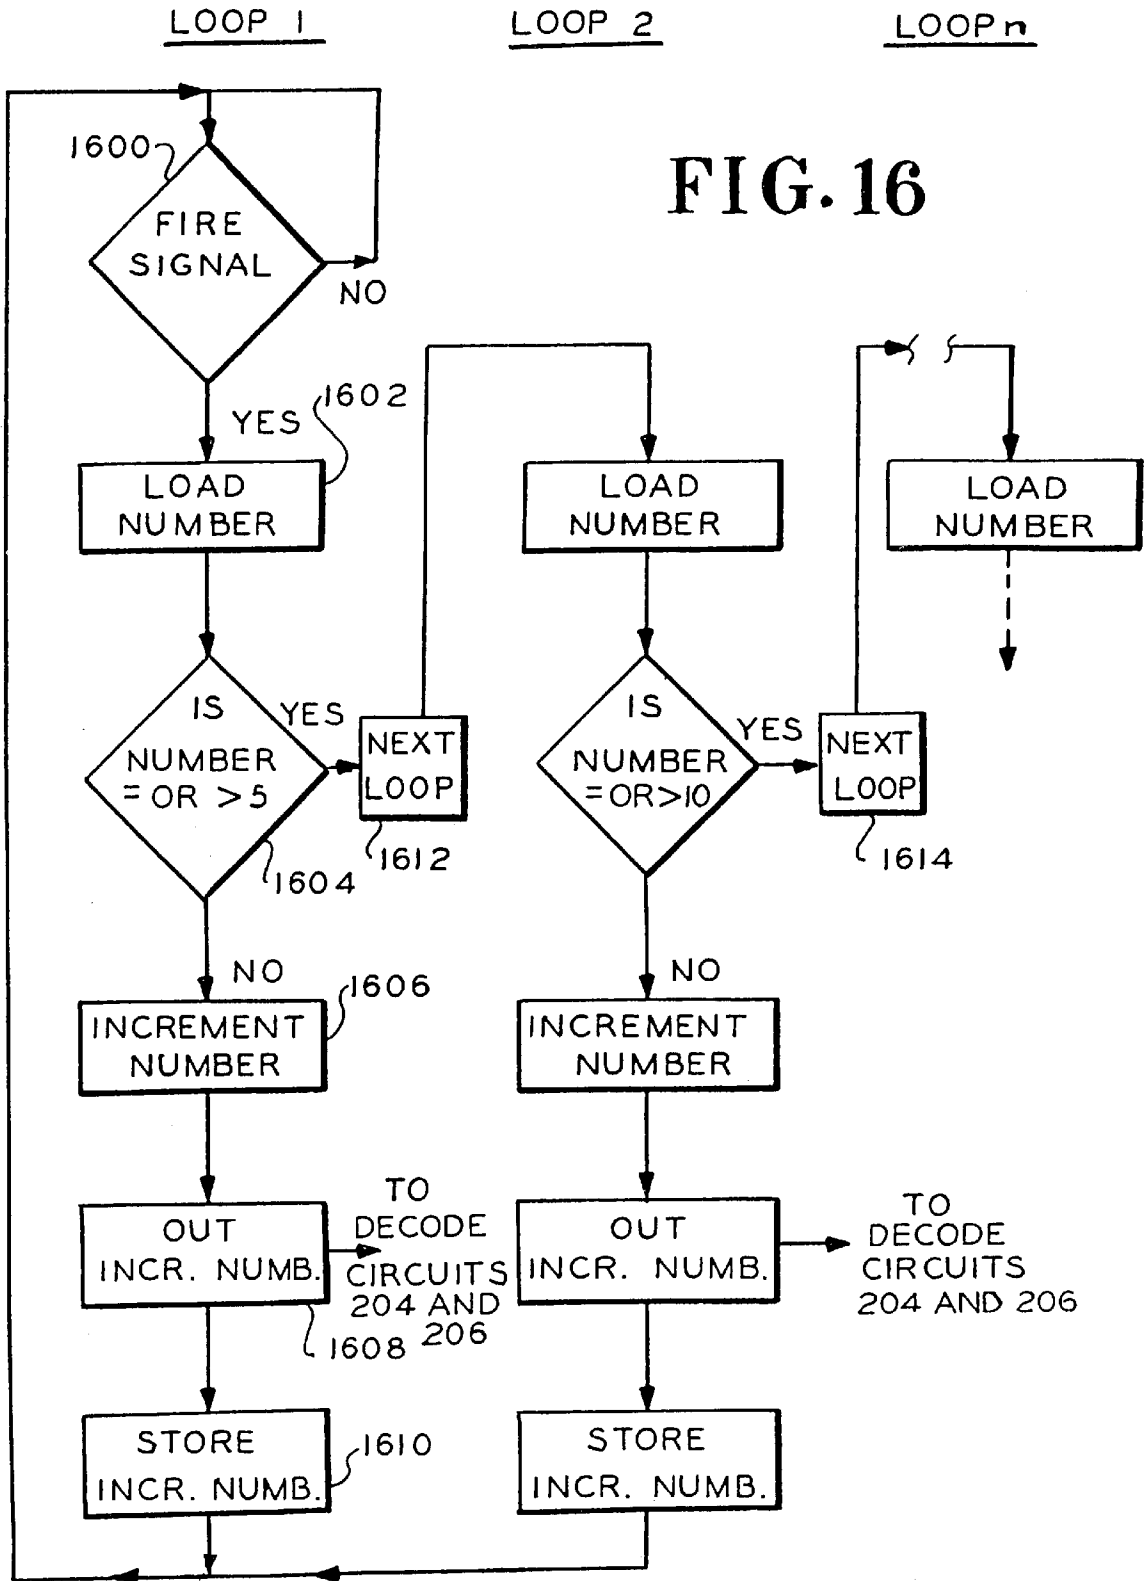 LOOP 1
LOOP 2
LOOP n
FIG. 16
1600
FIRE
SIGNAL
NO
YES
1602
LOAD
NUMBER
LOAD
NUMBER
LOAD
NUMBER
IS
NUMBER
= OR > 5
YES
NEXT
LOOP
1612
1604
IS
NUMBER
= OR > 10
YES
NEXT
LOOP
1614
NO
1606
INCREMENT
NUMBER
NO
INCREMENT
NUMBER
OUT
INCR. NUMB.
TO
DECODE
CIRCUITS
204 AND
206
1608
OUT
INCR. NUMB.
TO
DECODE
CIRCUITS
204 AND 206
STORE
INCR. NUMB.
1610
STORE
INCR. NUMB.